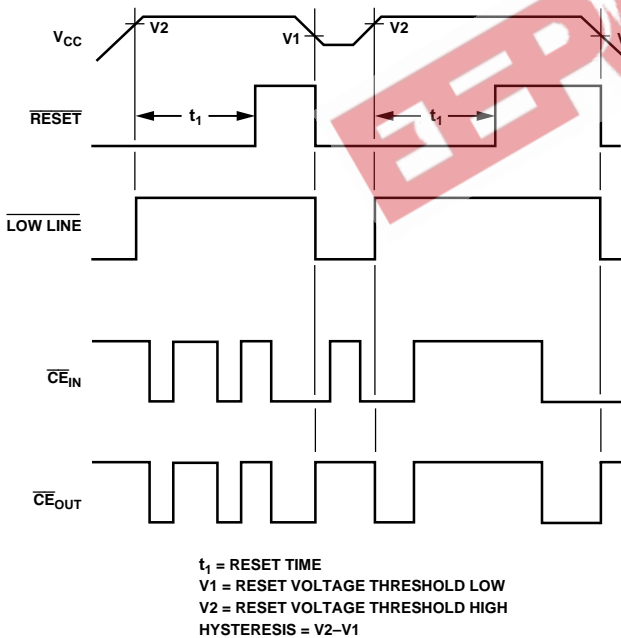 VCC
V2
V1
V2
V
RESET
t1
t1
LOW LINE
CEIN
CEOUT
t1 = RESET TIME
V1 = RESET VOLTAGE THRESHOLD LOW
V2 = RESET VOLTAGE THRESHOLD HIGH
HYSTERESIS = V2–V1